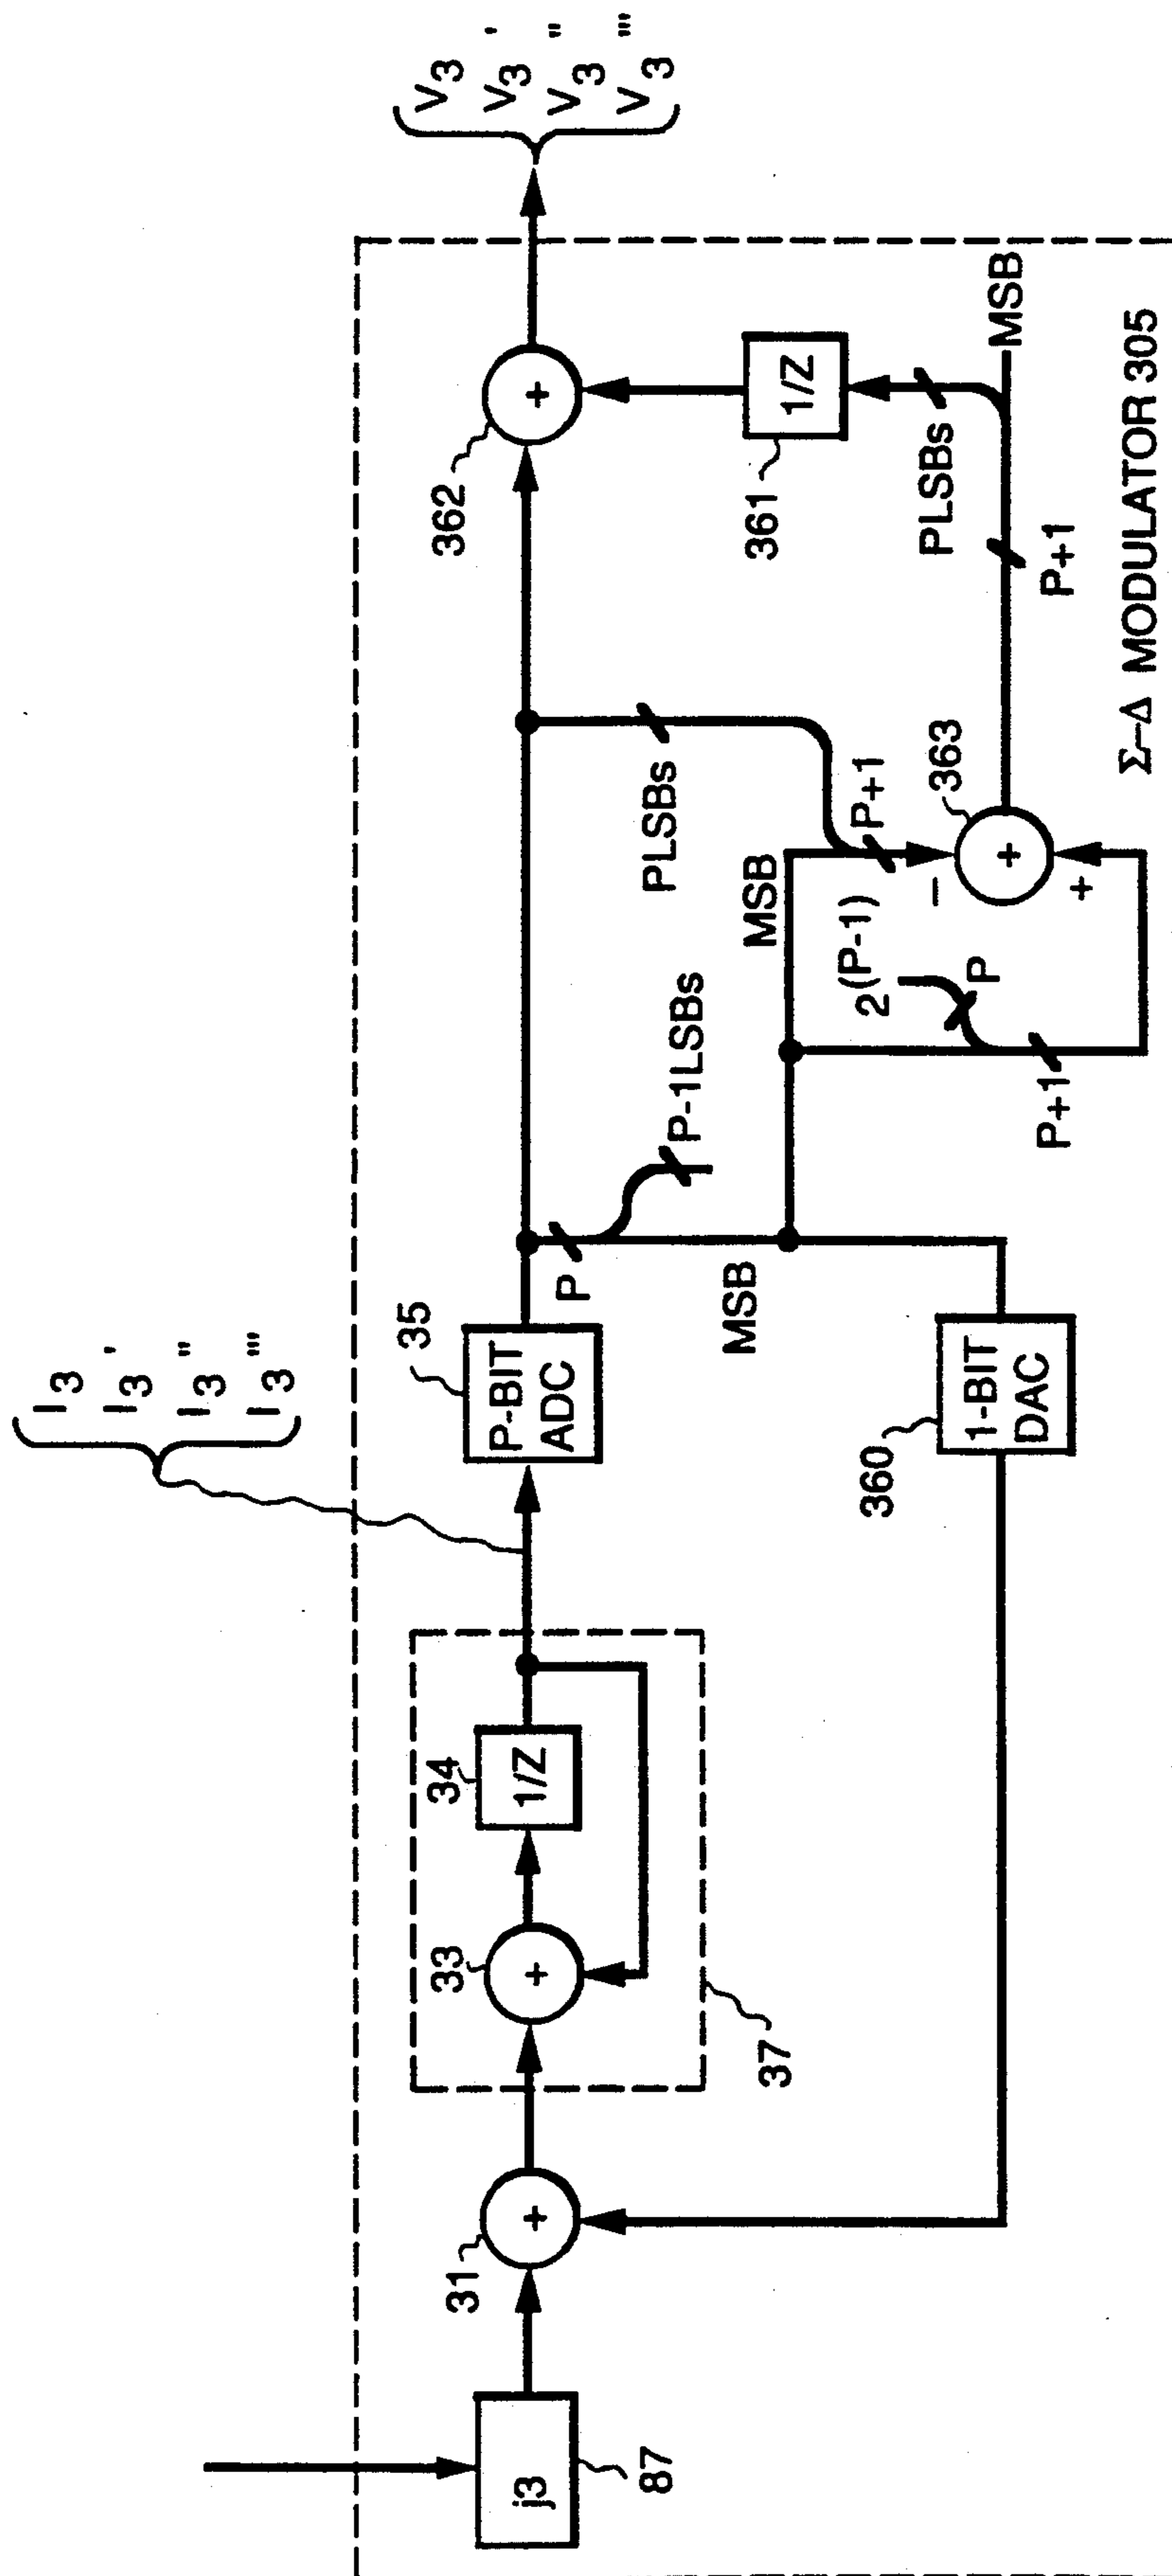 I3
I3'
I3"
I3'''
V3
V3'
V3"
V3'''
j3
87
31
33
+
+
34
1/Z
37
35
P-BIT
ADC
P
P-1LSBs
MSB
360
1-BIT
DAC
362
+
PLSBs
MSB
P+1
2(P-1)
P
P+1
−
+
+
363
361
1/Z
PLSBs
P+1
MSB
Σ–Δ MODULATOR 305